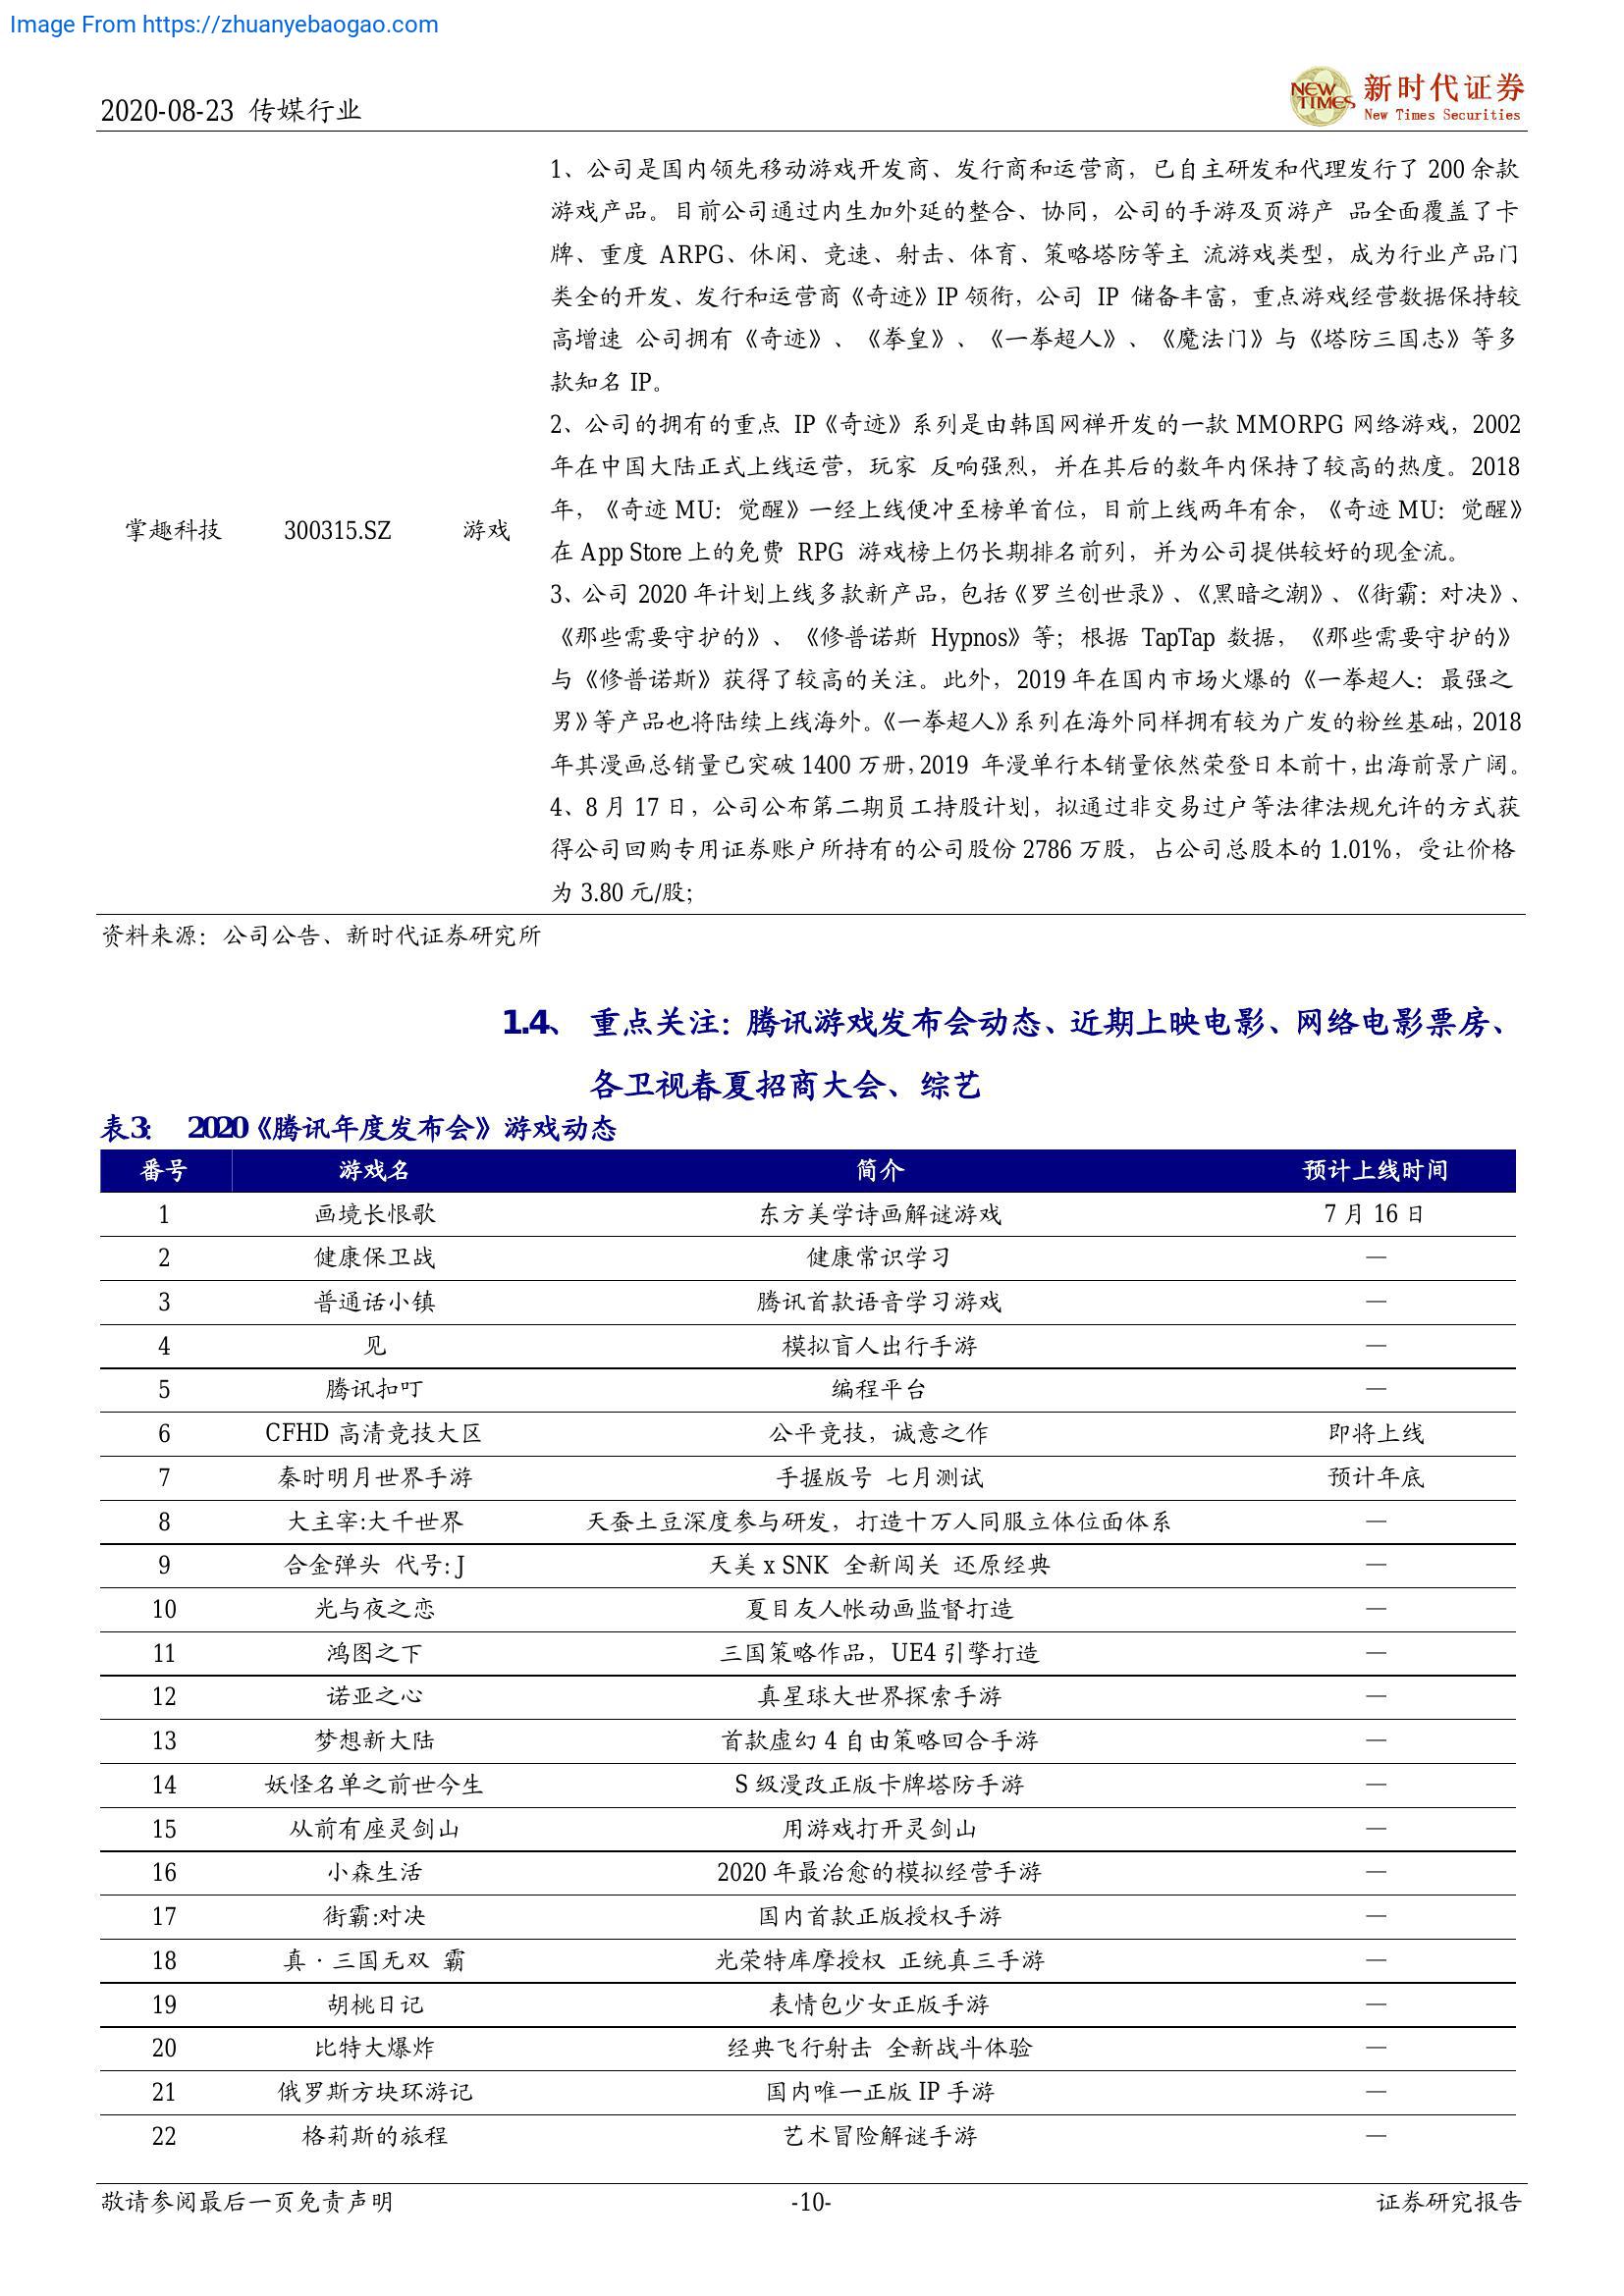 Image From https://zhuanyebaogao.com
2020-08-23 传媒行业
NEW TIMES
新时代证券
New Times Securities
1、公司是国内领先移动游戏开发商、发行商和运营商，已自主研发和代理发行了 200 余款
游戏产品。目前公司通过内生加外延的整合、协同，公司的手游及页游产 品全面覆盖了卡
牌、重度 ARPG、休闲、竞速、射击、体育、策略塔防等主 流游戏类型，成为行业产品门
类全的开发、发行和运营商《奇迹》IP 领衔，公司 IP 储备丰富，重点游戏经营数据保持较
高增速 公司拥有《奇迹》、《拳皇》、《一拳超人》、《魔法门》与《塔防三国志》等多
款知名 IP。
2、公司的拥有的重点 IP《奇迹》系列是由韩国网禅开发的一款 MMORPG 网络游戏，2002
年在中国大陆正式上线运营，玩家 反响强烈，并在其后的数年内保持了较高的热度。2018
年，《奇迹 MU：觉醒》一经上线便冲至榜单首位，目前上线两年有余，《奇迹 MU：觉醒》
掌趣科技 300315.SZ 游戏
在 App Store 上的免费 RPG 游戏榜上仍长期排名前列，并为公司提供较好的现金流。
3、公司 2020 年计划上线多款新产品，包括《罗兰创世录》、《黑暗之潮》、《街霸：对决》、
《那些需要守护的》、《修普诺斯 Hypnos》等；根据 TapTap 数据，《那些需要守护的》
与《修普诺斯》获得了较高的关注。此外，2019 年在国内市场火爆的《一拳超人：最强之
男》等产品也将陆续上线海外。《一拳超人》系列在海外同样拥有较为广发的粉丝基础，2018
年其漫画总销量已突破 1400 万册，2019 年漫单行本销量依然荣登日本前十，出海前景广阔。
4、8 月 17 日，公司公布第二期员工持股计划，拟通过非交易过户等法律法规允许的方式获
得公司回购专用证券账户所持有的公司股份 2786 万股，占公司总股本的 1.01%，受让价格
为 3.80 元/股；
资料来源：公司公告、新时代证券研究所
1.4、 重点关注：腾讯游戏发布会动态、近期上映电影、网络电影票房、
各卫视春夏招商大会、综艺
表3： 2020《腾讯年度发布会》游戏动态
番号 游戏名 简介 预计上线时间
1 画境长恨歌 东方美学诗画解谜游戏 7 月 16 日
2 健康保卫战 健康常识学习 —
3 普通话小镇 腾讯首款语音学习游戏 —
4 见 模拟盲人出行手游 —
5 腾讯扣叮 编程平台 —
6 CFHD 高清竞技大区 公平竞技，诚意之作 即将上线
7 秦时明月世界手游 手握版号 七月测试 预计年底
8 大主宰:大千世界 天蚕土豆深度参与研发，打造十万人同服立体位面体系 —
9 合金弹头 代号: J 天美 x SNK 全新闯关 还原经典 —
10 光与夜之恋 夏目友人帐动画监督打造 —
11 鸿图之下 三国策略作品，UE4 引擎打造 —
12 诺亚之心 真星球大世界探索手游 —
13 梦想新大陆 首款虚幻 4 自由策略回合手游 —
14 妖怪名单之前世今生 S 级漫改正版卡牌塔防手游 —
15 从前有座灵剑山 用游戏打开灵剑山 —
16 小森生活 2020 年最治愈的模拟经营手游 —
17 街霸:对决 国内首款正版授权手游 —
18 真 · 三国无双 霸 光荣特库摩授权 正统真三手游 —
19 胡桃日记 表情包少女正版手游 —
20 比特大爆炸 经典飞行射击 全新战斗体验 —
21 俄罗斯方块环游记 国内唯一正版 IP 手游 —
22 格莉斯的旅程 艺术冒险解谜手游 —
敬请参阅最后一页免责声明 -10- 证券研究报告